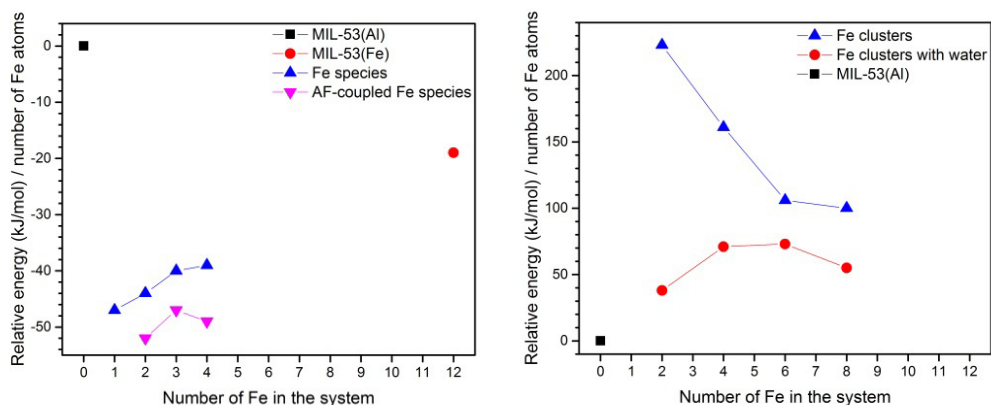 MIL-53(Al)
MIL-53(Fe)
Fe species
AF-coupled Fe species
0
-10
-20
-30
-40
-50
Relative energy (kJ/mol) / number of Fe atoms
0 1 2 3 4 5 6 7 8 9 10 11 12
Number of Fe in the system
Fe clusters
Fe clusters with water
MIL-53(Al)
200
150
100
50
0
Relative energy (kJ/mol) / number of Fe atoms
0 1 2 3 4 5 6 7 8 9 10 11 12
Number of Fe in the system